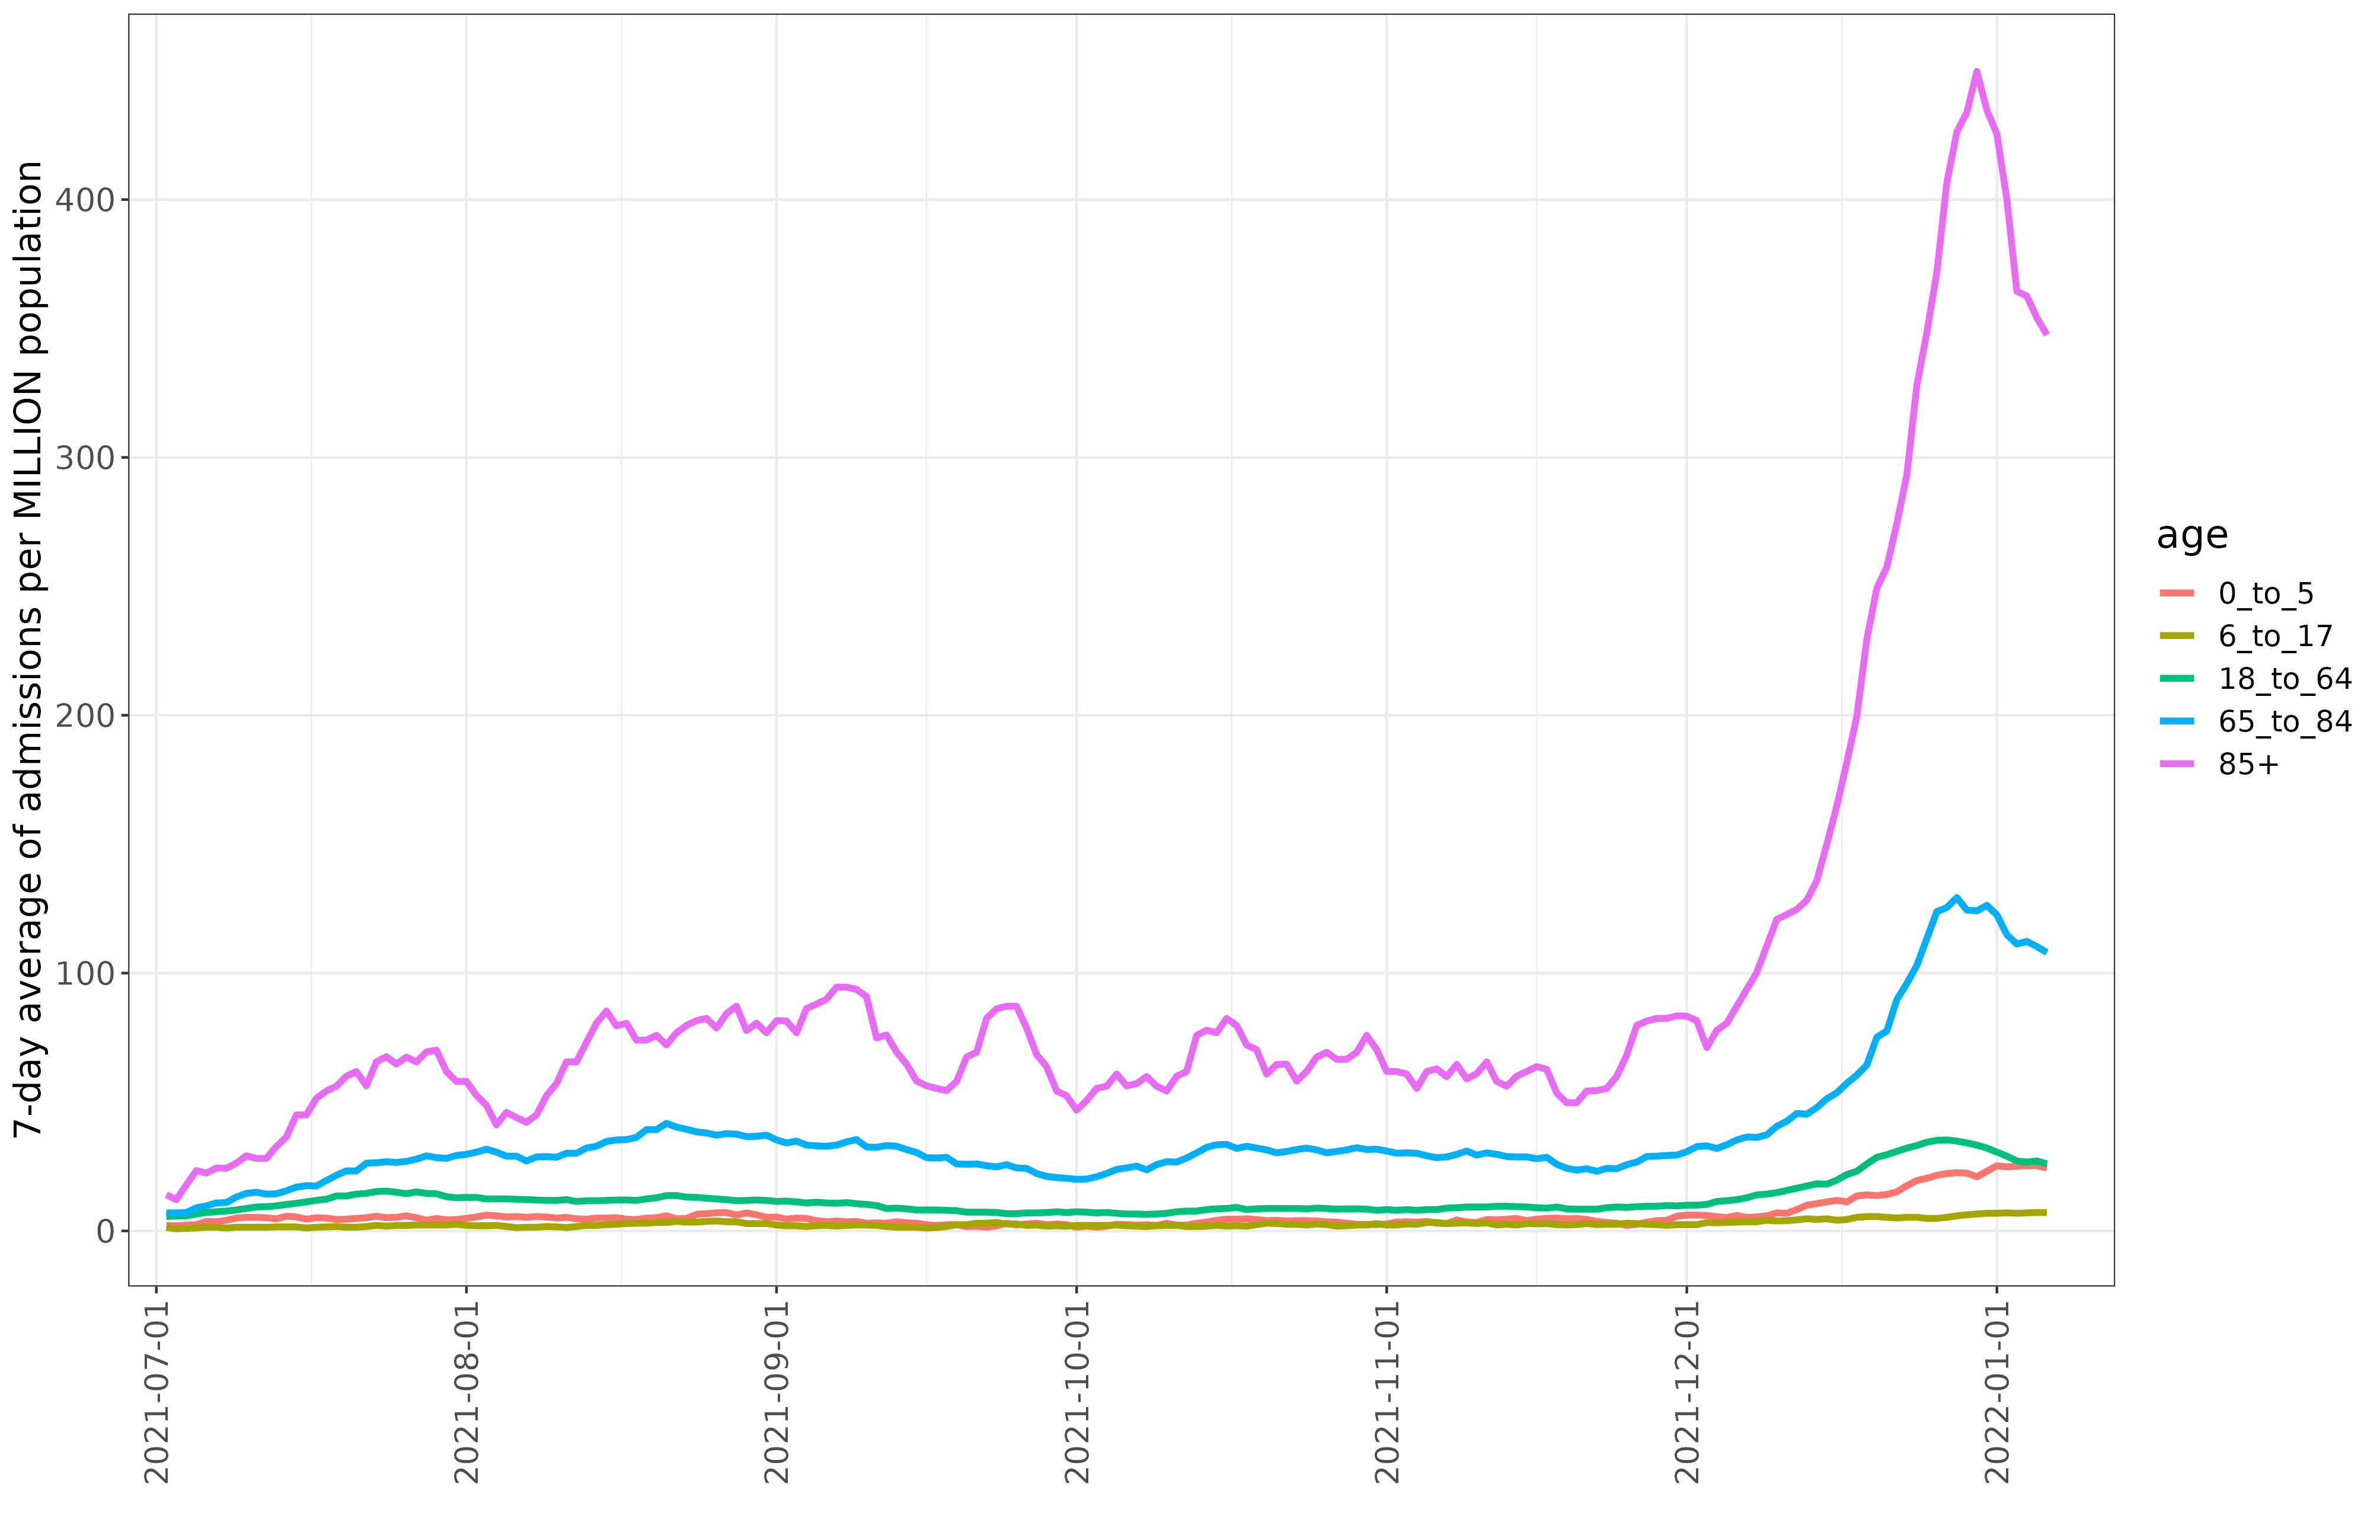 7-day average of admissions per MILLION population
400
300
200
100
0
2021-07-01
2021-08-01
2021-09-01
2021-10-01
2021-11-01
2021-12-01
2022-01-01
age
0_to_5
6_to_17
18_to_64
65_to_84
85+